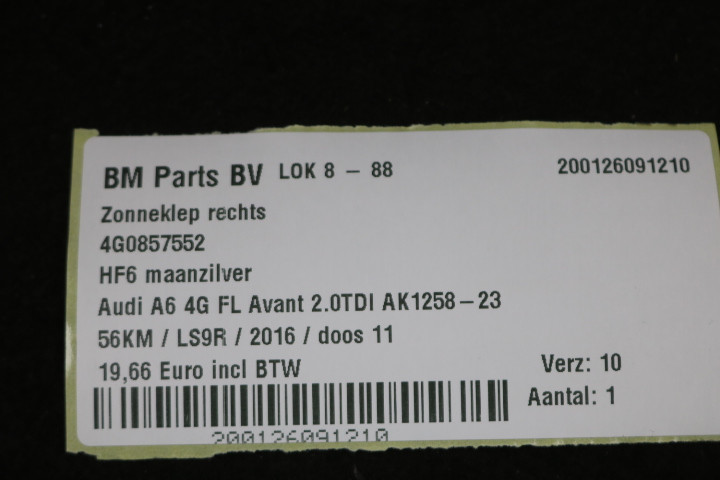 BM Parts BV LOK 8 - 88 200126091210
Zonneklep rechts
4G0857552
HF6 maanzilver
Audi A6 4G FL Avant 2.0TDI AK1258-23
56KM / LS9R / 2016 / doos 11
19,66 Euro incl BTW Verz: 10
Aantal: 1
200126091210